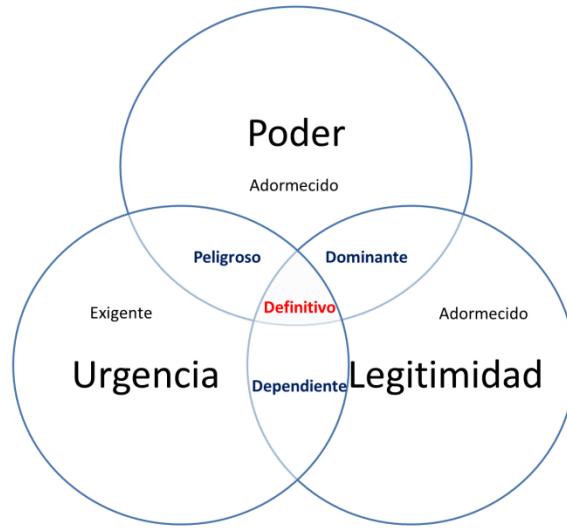 Poder
Adormecido
Peligroso
Dominante
Definitivo
Exigente
Adormecido
Urgencia
Dependiente
Legitimidad